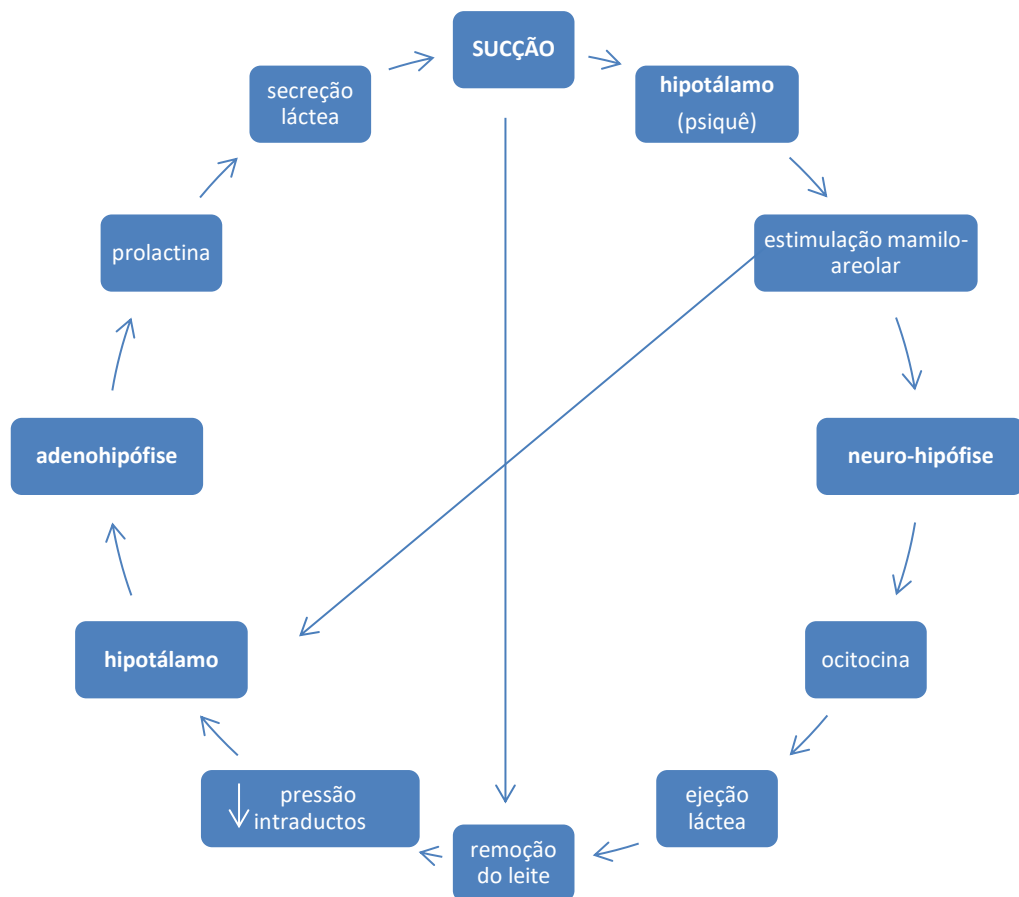 SUCÇÃO
hipotálamo
(psiquê)
estimulação mamilo-
areolar
neuro-hipófise
ocitocina
ejeção
láctea
remoção
do leite
pressão
intraductos
hipotálamo
adenohipófise
prolactina
secreção
láctea